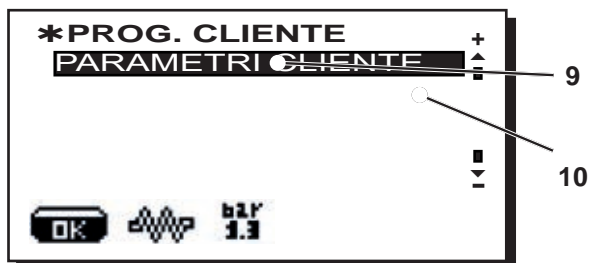 *PROG. CLIENTE
+
PARAMETRI CLIENTE
9
10
-
OK
bar
1.3